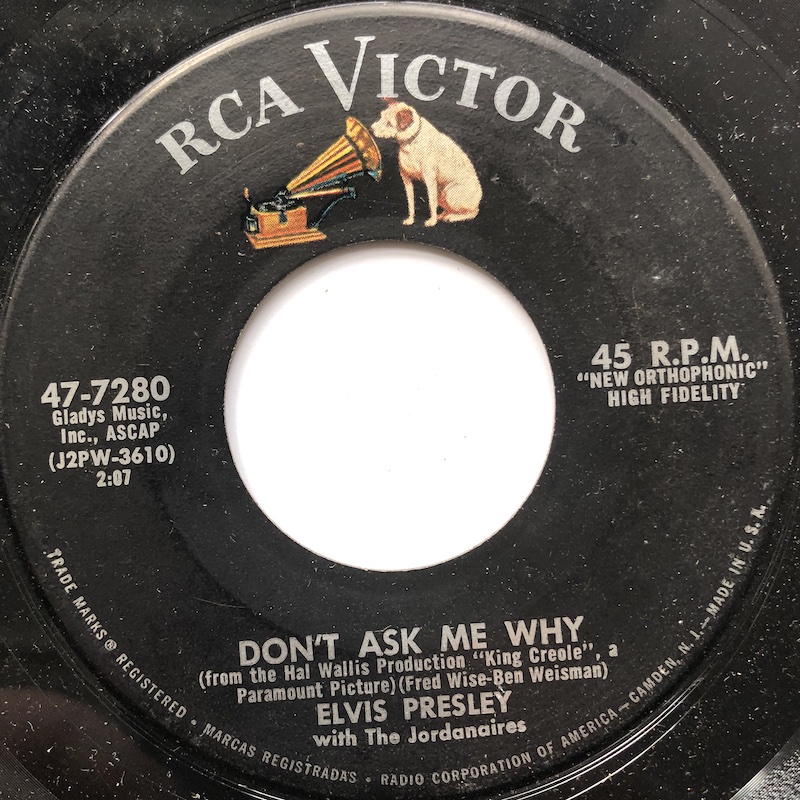 RCA VICTOR
47-7280
Gladys Music,
Inc., ASCAP
(J2PW-3610)
2:07
45 R.P.M.
"NEW ORTHOPHONIC"
HIGH FIDELITY
DON'T ASK ME WHY
(from the Hal Wallis Production "King Creole", a
Paramount Picture) (Fred Wise-Ben Weisman)
ELVIS PRESLEY
with The Jordanaires
TRADE MARKS ® REGISTERED • MARCAS REGISTRADAS • RADIO CORPORATION OF AMERICA—CAMDEN, N. J.—MADE IN U. S. A.